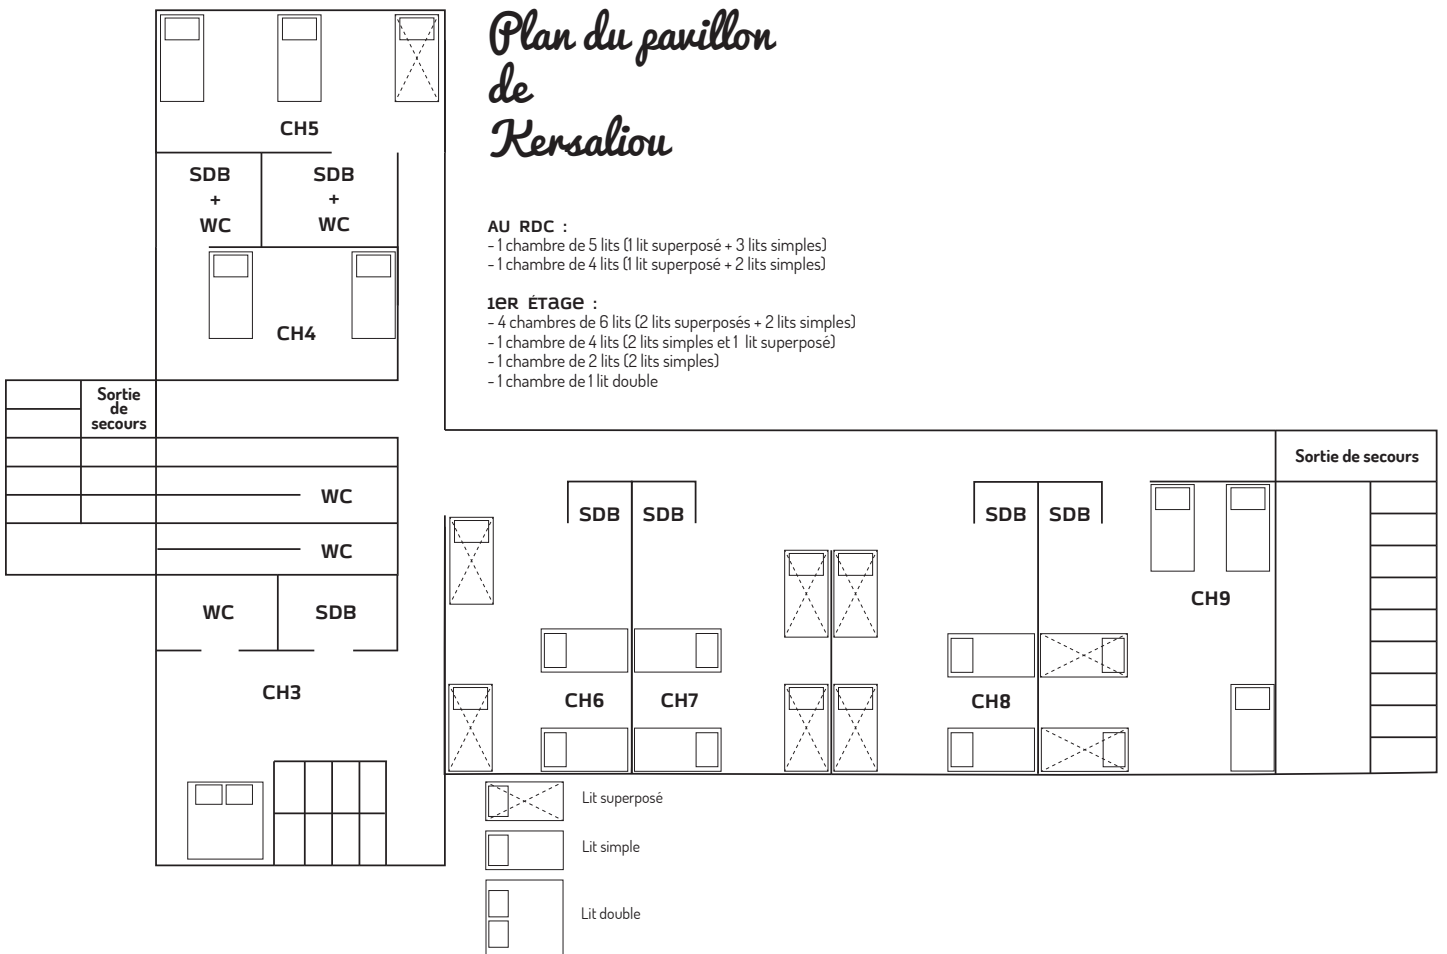 Plan du pavillon
de
Kersaliou
AU RDC :
- 1 chambre de 5 lits (1 lit superposé + 3 lits simples)
- 1 chambre de 4 lits (1 lit superposé + 2 lits simples)
1er étage :
- 4 chambres de 6 lits (2 lits superposés + 2 lits simples)
- 1 chambre de 4 lits (2 lits simples et 1 lit superposé)
- 1 chambre de 2 lits (2 lits simples)
- 1 chambre de 1 lit double
CH5
SDB
+
WC
SDB
+
WC
CH4
Sortie
de
secours
WC
WC
WC
SDB
CH3
SDB
SDB
CH6
CH7
SDB
SDB
CH8
CH9
Sortie de secours
Lit superposé
Lit simple
Lit double